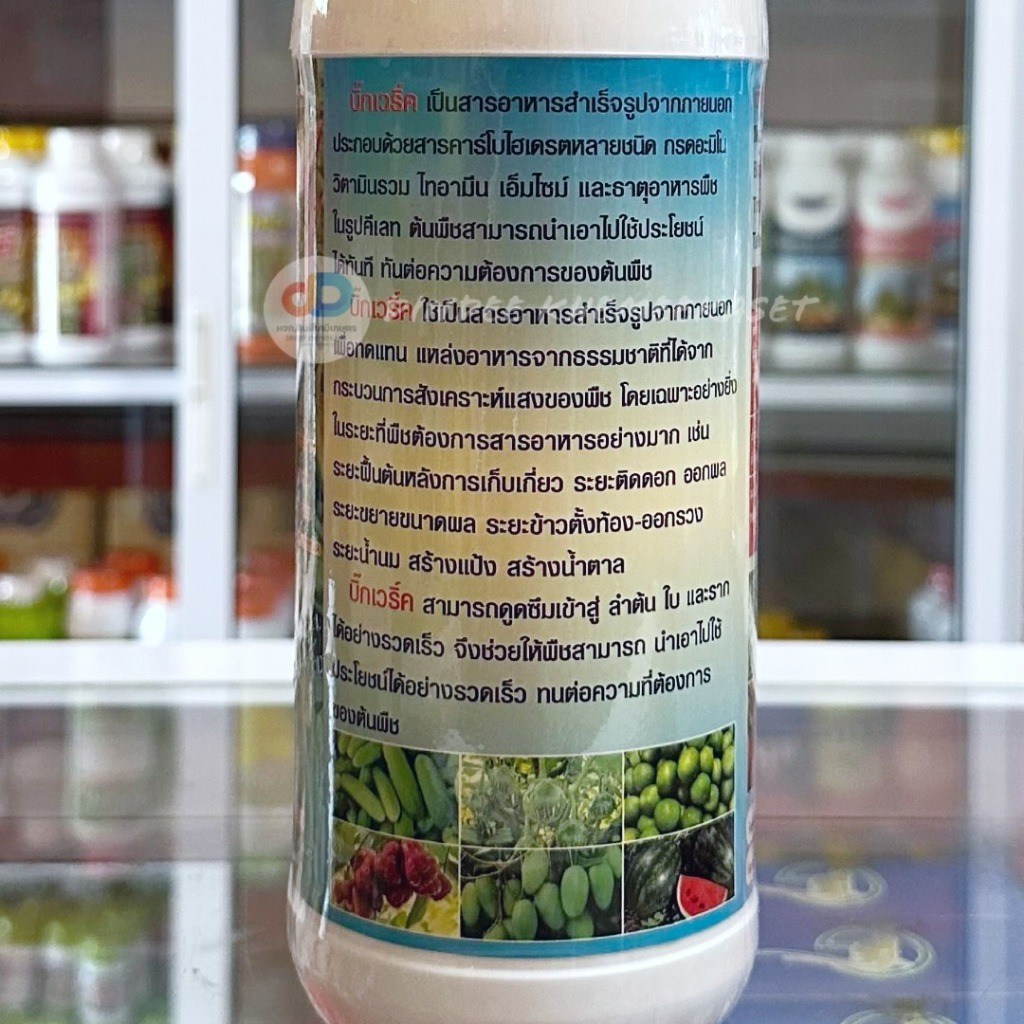 บิ๊กเวริ์ค เป็นสารอาหารสำเร็จรูปจากภายนอก
ประกอบด้วยสารคาร์โบไฮเดรตหลายชนิด กรดอะมิโน
วิตามินรวม ไทอามีน เอ็มไซม์ และธาตุอาหารพืช
ในรูปคีเลท ต้นพืชสามารถนำเอาไปใช้ประโยชน์
ได้ทันที ทันต่อความต้องการของต้นพืช
บิ๊กเวริ์ค ใช้เป็นสารอาหารสำเร็จรูปจากภายนอก
เพื่อทดแทน แหล่งอาหารจากธรรมชาติที่ได้จาก
กระบวนการสังเคราะห์แสงของพืช โดยเฉพาะอย่างยิ่ง
ในระยะที่พืชต้องการสารอาหารอย่างมาก เช่น
ระยะฟื้นต้นหลังการเก็บเกี่ยว ระยะติดดอก ออกผล
ระยะขยายขนาดผล ระยะข้าวตั้งท้อง-ออกรวง
ระยะน้ำนม สร้างแป้ง สร้างน้ำตาล
บิ๊กเวริ์ค สามารถดูดซึมเข้าสู่ ลำต้น ใบ และราก
ได้อย่างรวดเร็ว จึงช่วยให้พืชสามารถ นำเอาไปใช้
ประโยชน์ได้อย่างรวดเร็ว ทนต่อความที่ต้องการ
ของต้นพืช